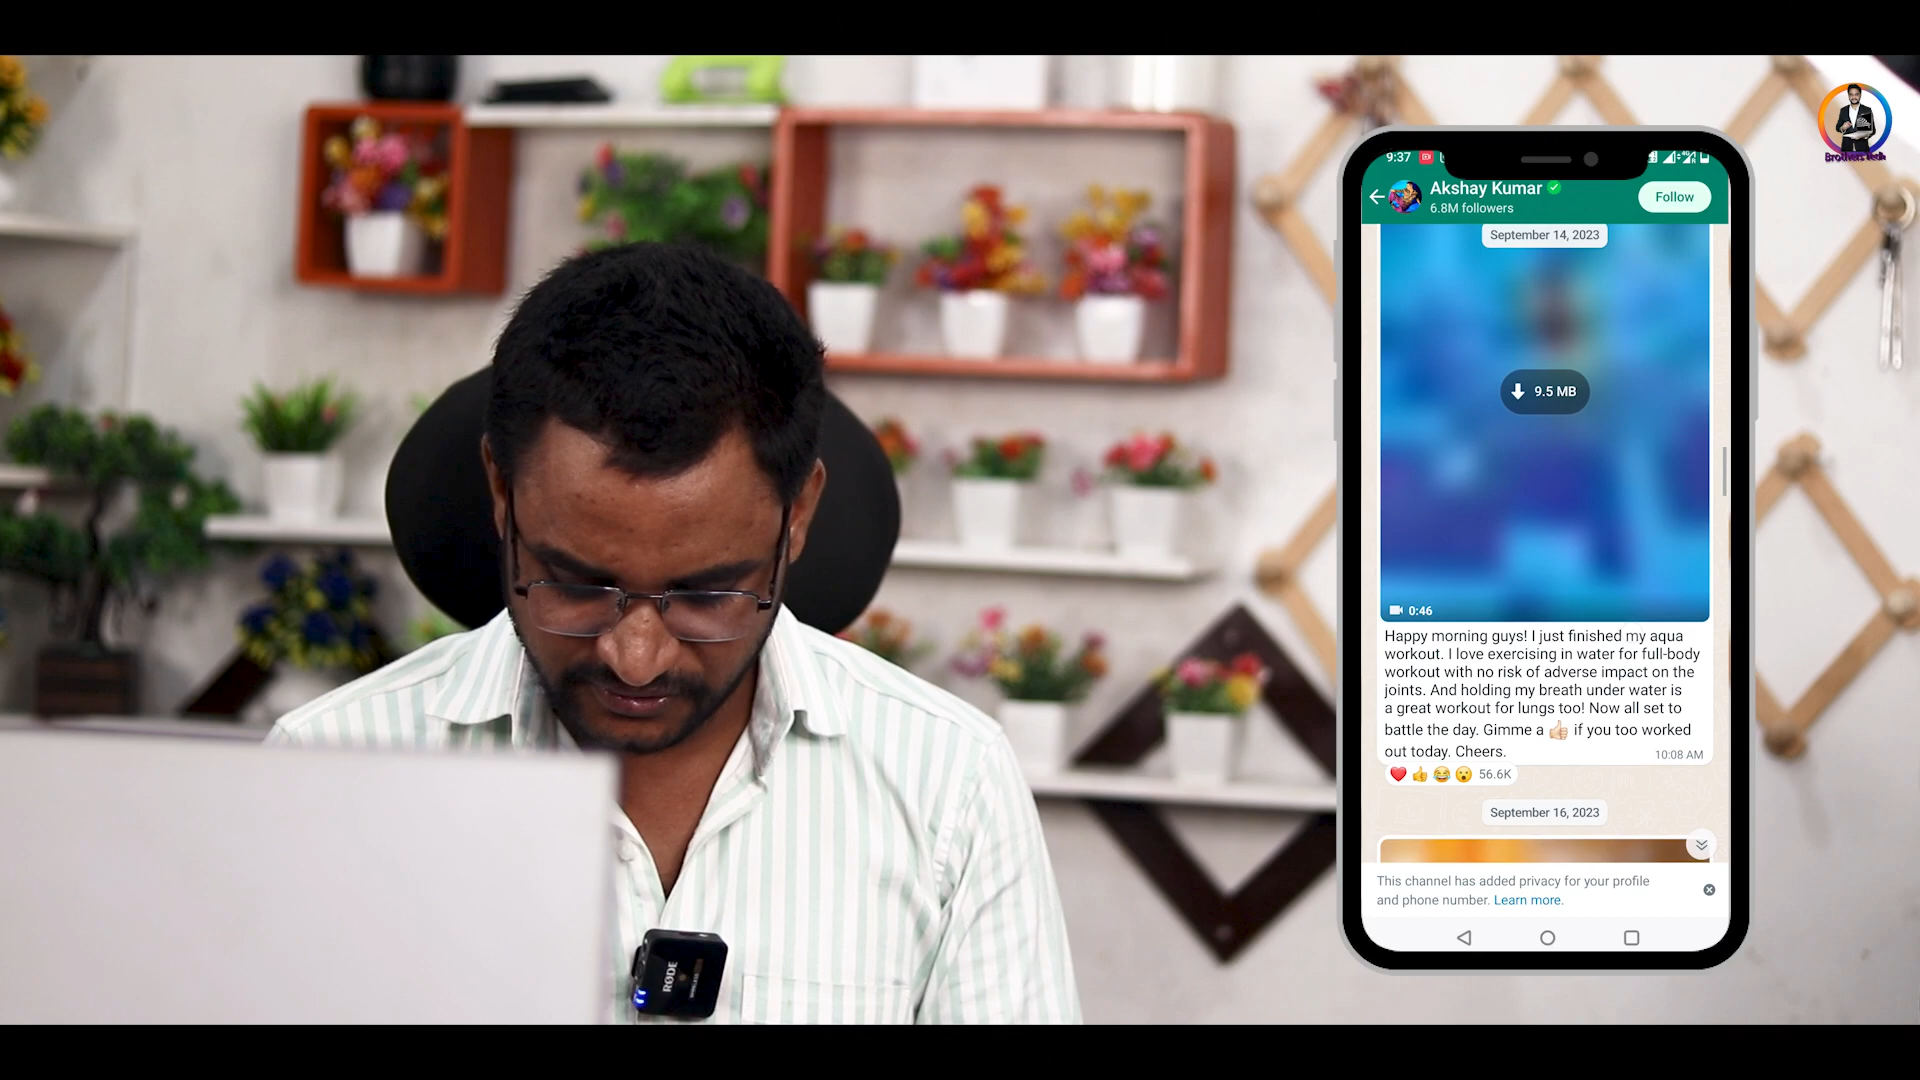 Brothers Tech
9:37
Akshay Kumar
6.8M followers
Follow
September 14, 2023
9.5 MB
0:46
Happy morning guys! I just finished my aqua
workout. I love exercising in water for full-body
workout with no risk of adverse impact on the
joints. And holding my breath under water is
a great workout for lungs too! Now all set to
battle the day. Gimme a 👍🏻 if you too worked
out today. Cheers.
10:08 AM
❤️👍😂😮 56.6K
September 16, 2023
This channel has added privacy for your profile
and phone number. Learn more.
RØDE